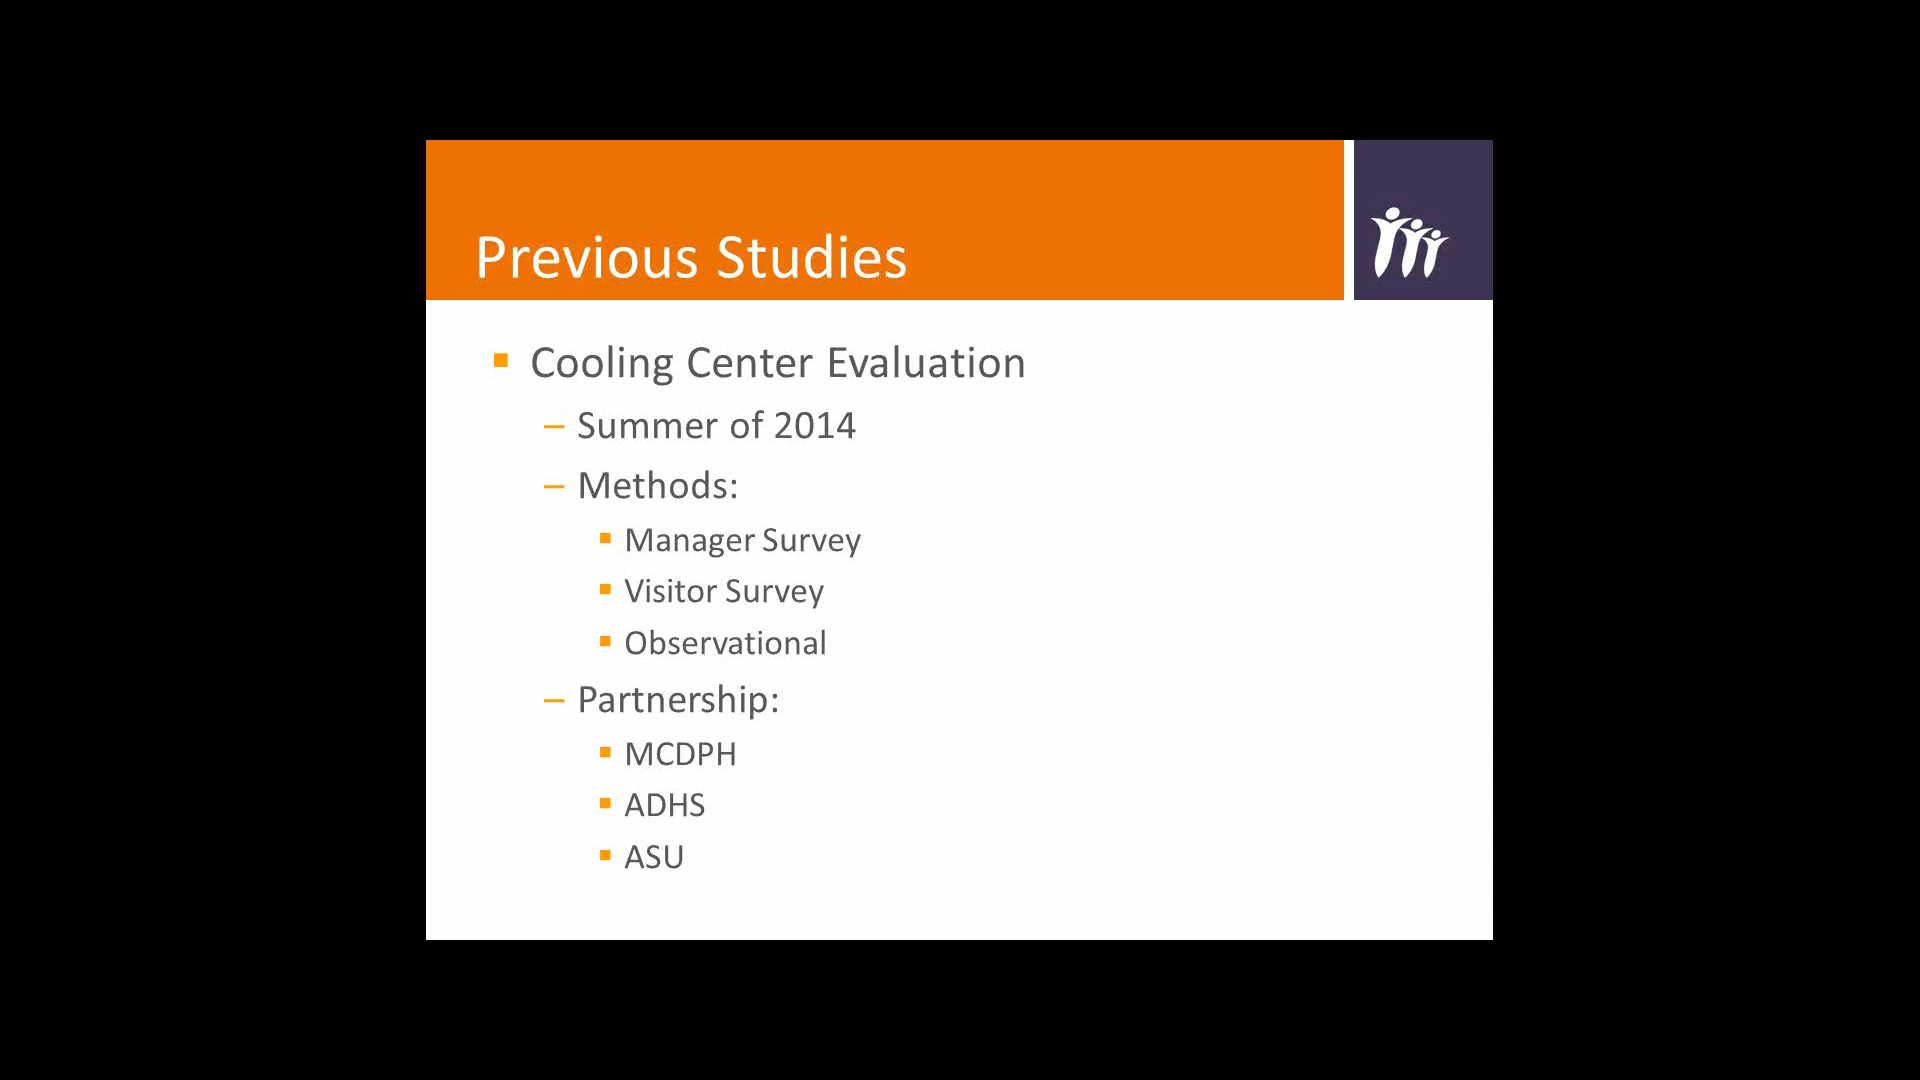 Previous Studies
Cooling Center Evaluation
– Summer of 2014
– Methods:
Manager Survey
Visitor Survey
Observational
– Partnership:
MCDPH
ADHS
ASU